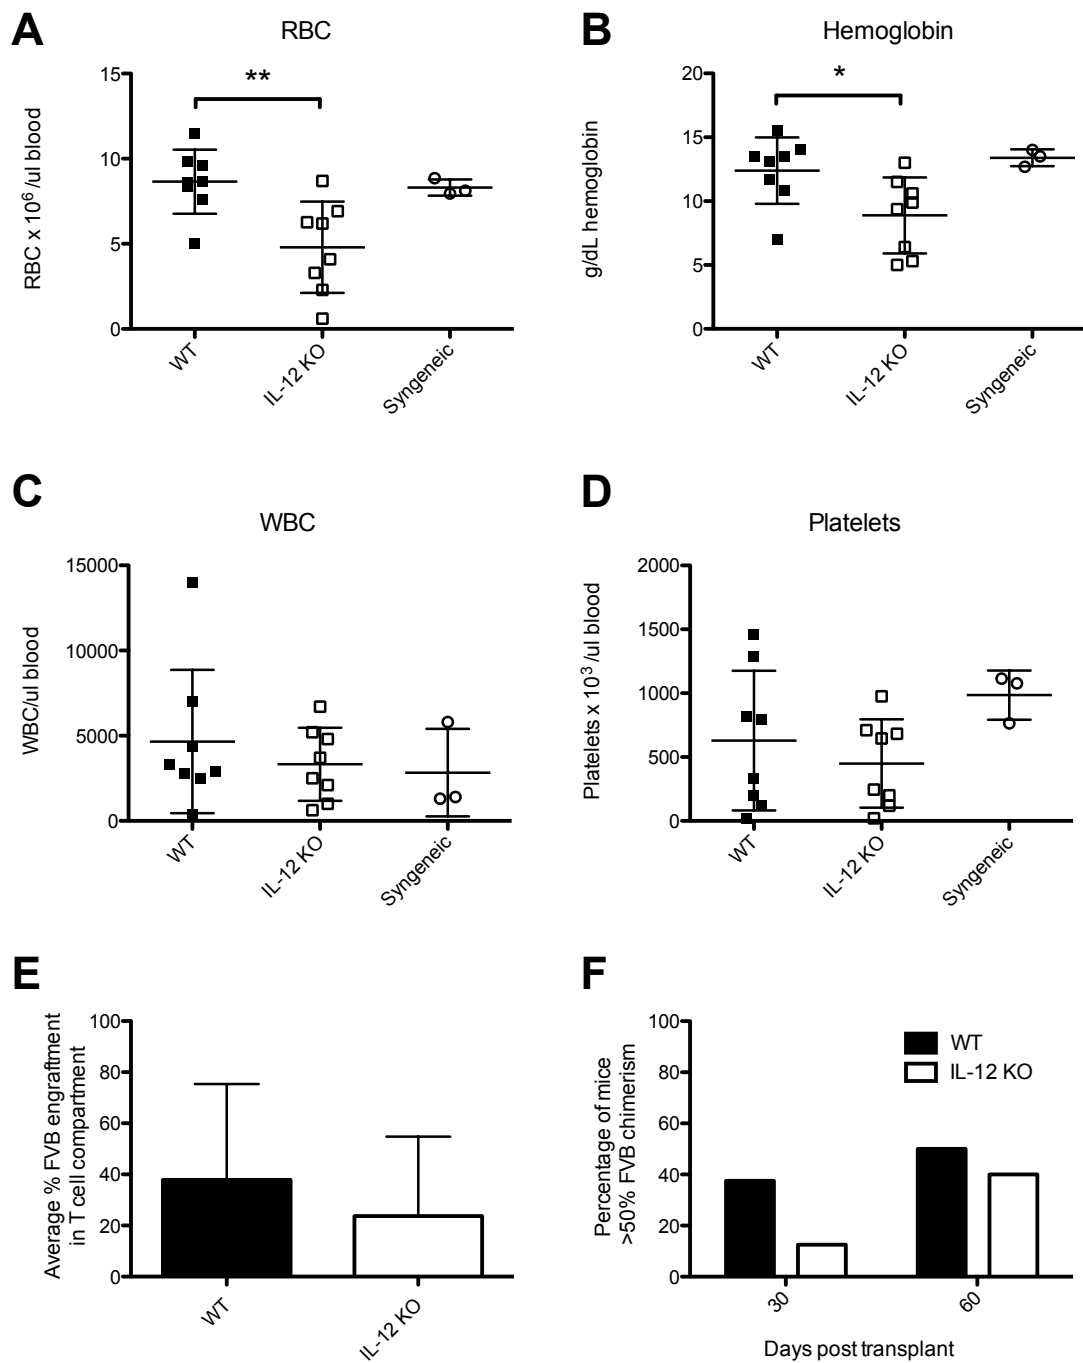 A
RBC
RBC x 10⁶ /ul blood
15
10
5
0
**
WT
IL-12 KO
Syngeneic
B
Hemoglobin
g/dL hemoglobin
20
15
10
5
0
*
WT
IL-12 KO
Syngeneic
C
WBC
WBC/ul blood
15000
10000
5000
0
WT
IL-12 KO
Syngeneic
D
Platelets
Platelets x 10³ /ul blood
2000
1500
1000
500
0
WT
IL-12 KO
Syngeneic
E
Average % FVB engraftment
in T cell compartment
100
80
60
40
20
0
WT
IL-12 KO
F
Percentage of mice
>50% FVB chimerism
100
80
60
40
20
0
WT
IL-12 KO
30
60
Days post transplant